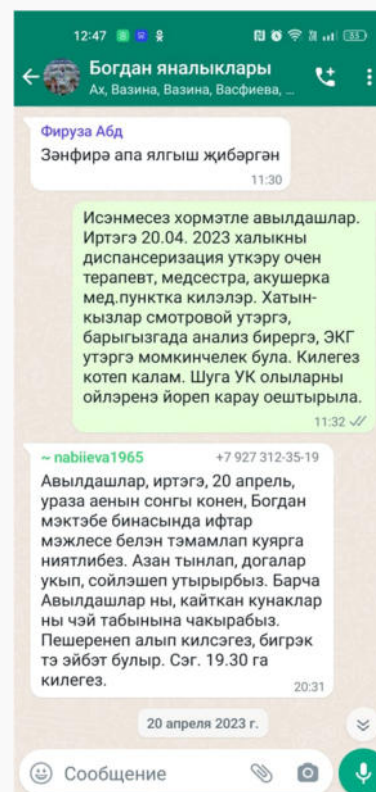 12:47
35
Богдан яналыклары
Ах, Вазина, Вазина, Васфиева, ...
Фируза Абд
Зәнфирә апа ялгыш җибәргән
11:30
Исэнмесез хормэтле авылдашлар.
Иртэгэ 20.04. 2023 халыкны
диспансеризация уткэру очен
терапевт, медсестра, акушерка
мед.пунктка килэлэр. Хатын-
кызлар смотровой утэргэ,
барыгызгада анализ бирергэ, ЭКГ
утэргэ момкинчелек була. Килегез
котеп калам. Шуга УК олыларны
ойлэренэ йореп карау оештырыла.
11:32
~ nabiieva1965 +7 927 312-35-19
Авылдашлар, иртэгэ, 20 апрель,
ураза аенын сонгы конен, Богдан
мэктэбе бинасында ифтар
мэжлесе белэн тэмамлап куярга
ниятлибез. Азан тынлап, догалар
укып, сойлэшеп утырырбыз. Барча
Авылдашлар ны, кайткан кунаклар
ны чэй табынына чакырабыз.
Пешеренеп алып килсэгез, бигрэк
тэ эйбэт булыр. Сэг. 19.30 га
килегез.
20:31
20 апреля 2023 г.
Сообщение